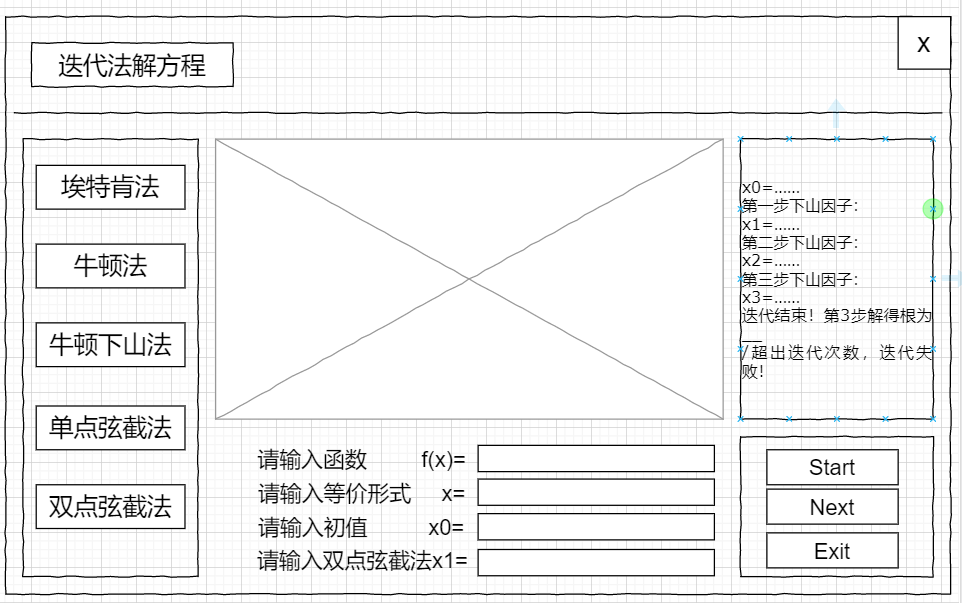 迭代法解方程
X
埃特肯法
牛顿法
牛顿下山法
单点弦截法
双点弦截法
x0=......
第一步下山因子：
x1=......
第二步下山因子：
x2=......
第三步下山因子：
x3=......
迭代结束！第3步解得根为
__
/超出迭代次数，迭代失
败！
请输入函数 f(x)=
请输入等价形式 x=
请输入初值 x0=
请输入双点弦截法x1=
Start
Next
Exit